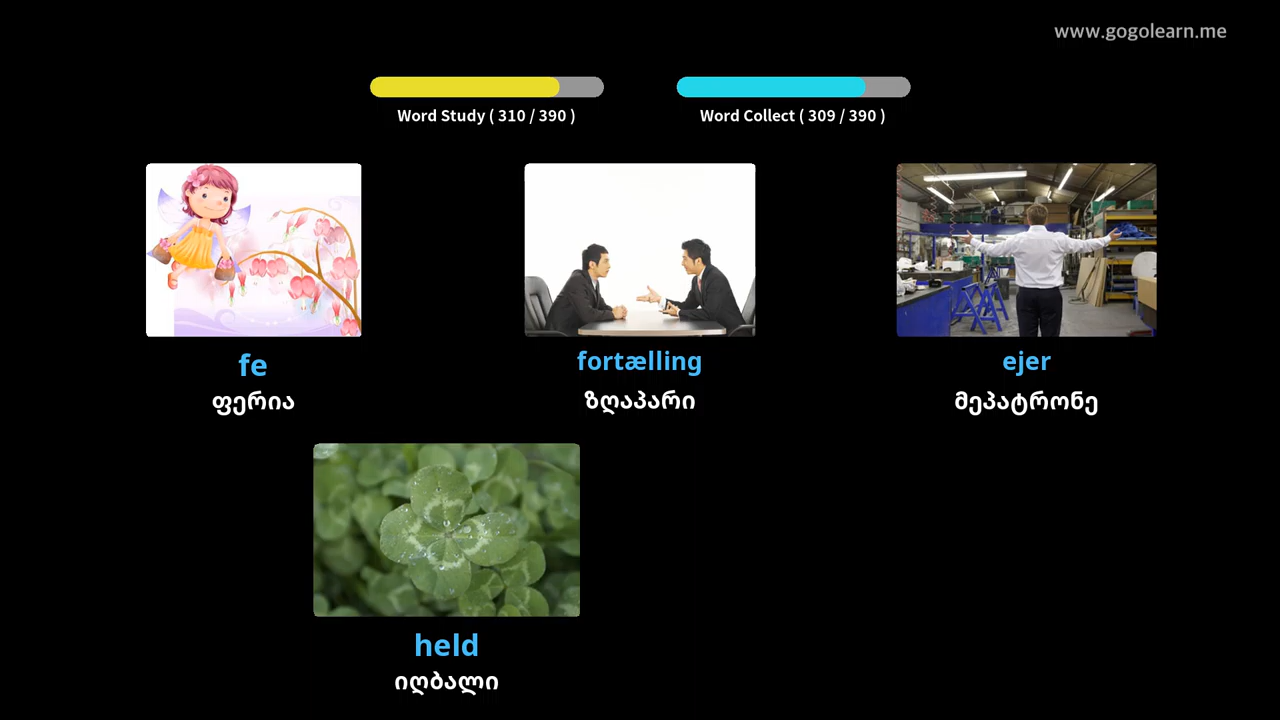 www.gogolearn.me
Word Study ( 310 / 390 )
Word Collect ( 309 / 390 )
fe
ფერია
fortælling
ზღაპარი
ejer
მეპატრონე
held
იღბალი